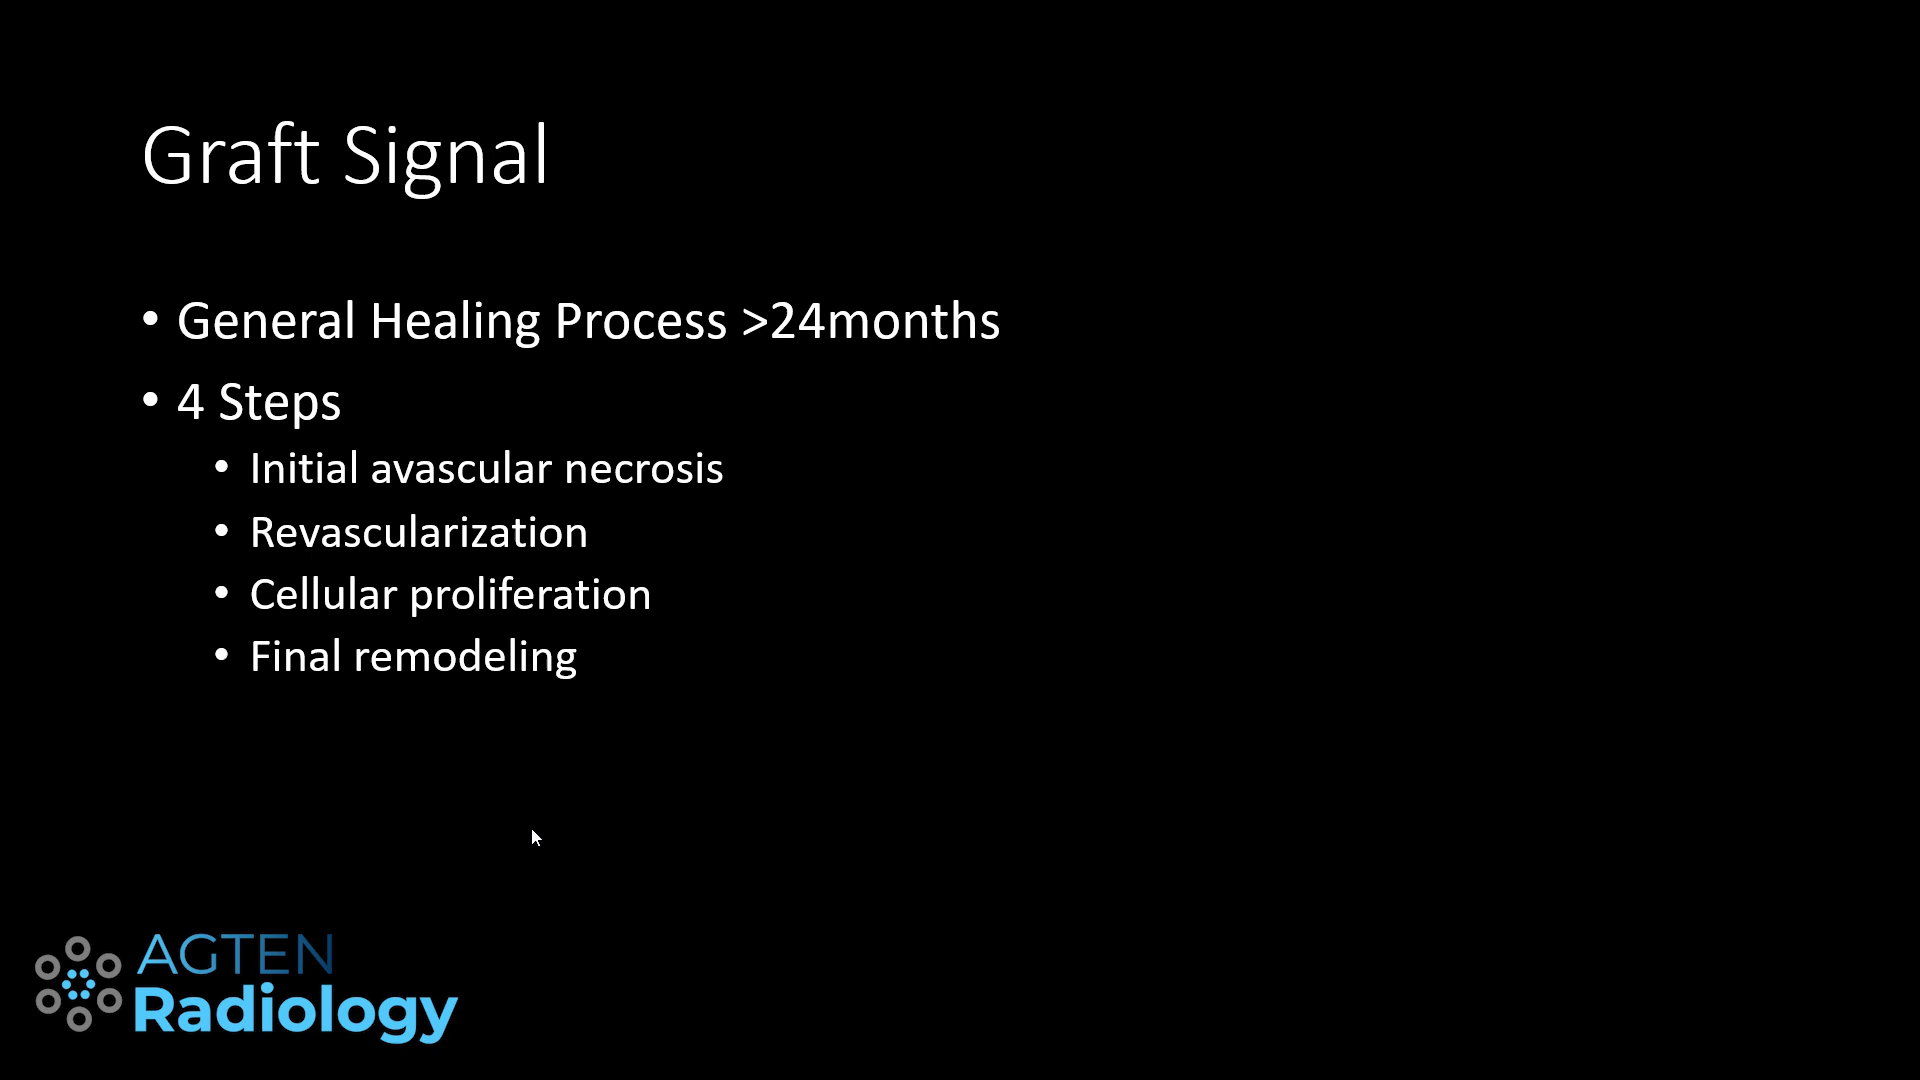 Graft Signal
• General Healing Process >24months
• 4 Steps
• Initial avascular necrosis
• Revascularization
• Cellular proliferation
• Final remodeling
AGTEN
Radiology